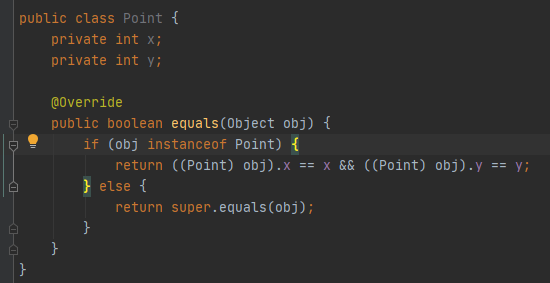 public class Point {
    private int x;
    private int y;

    @Override
    public boolean equals(Object obj) {
        if (obj instanceof Point) {
            return ((Point) obj).x == x && ((Point) obj).y == y;
        } else {
            return super.equals(obj);
        }
    }
}